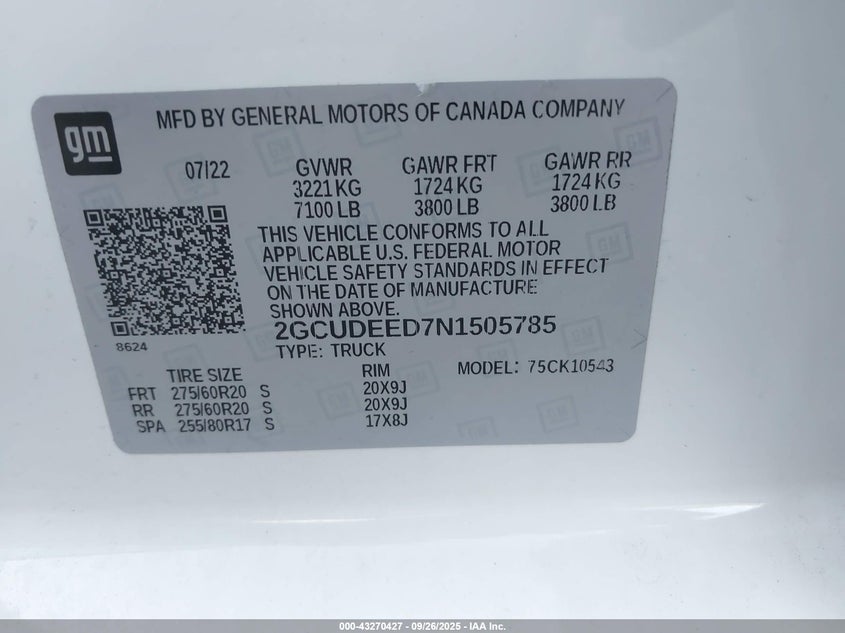 gm
MFD BY GENERAL MOTORS OF CANADA COMPANY
07/22 GVWR GAWR FRT GAWR RR
3221 KG 1724 KG 1724 KG
7100 LB 3800 LB 3800 LB
THIS VEHICLE CONFORMS TO ALL
APPLICABLE U.S. FEDERAL MOTOR
VEHICLE SAFETY STANDARDS IN EFFECT
ON THE DATE OF MANUFACTURE
SHOWN ABOVE.
2GCUDEED7N1505785
8624
TYPE: TRUCK
TIRE SIZE RIM MODEL: 75CK10543
FRT 275/60R20 S 20X9J
RR 275/60R20 S 20X9J
SPA 255/80R17 S 17X8J
000-43270427 - 09/26/2025 - IAA Inc.